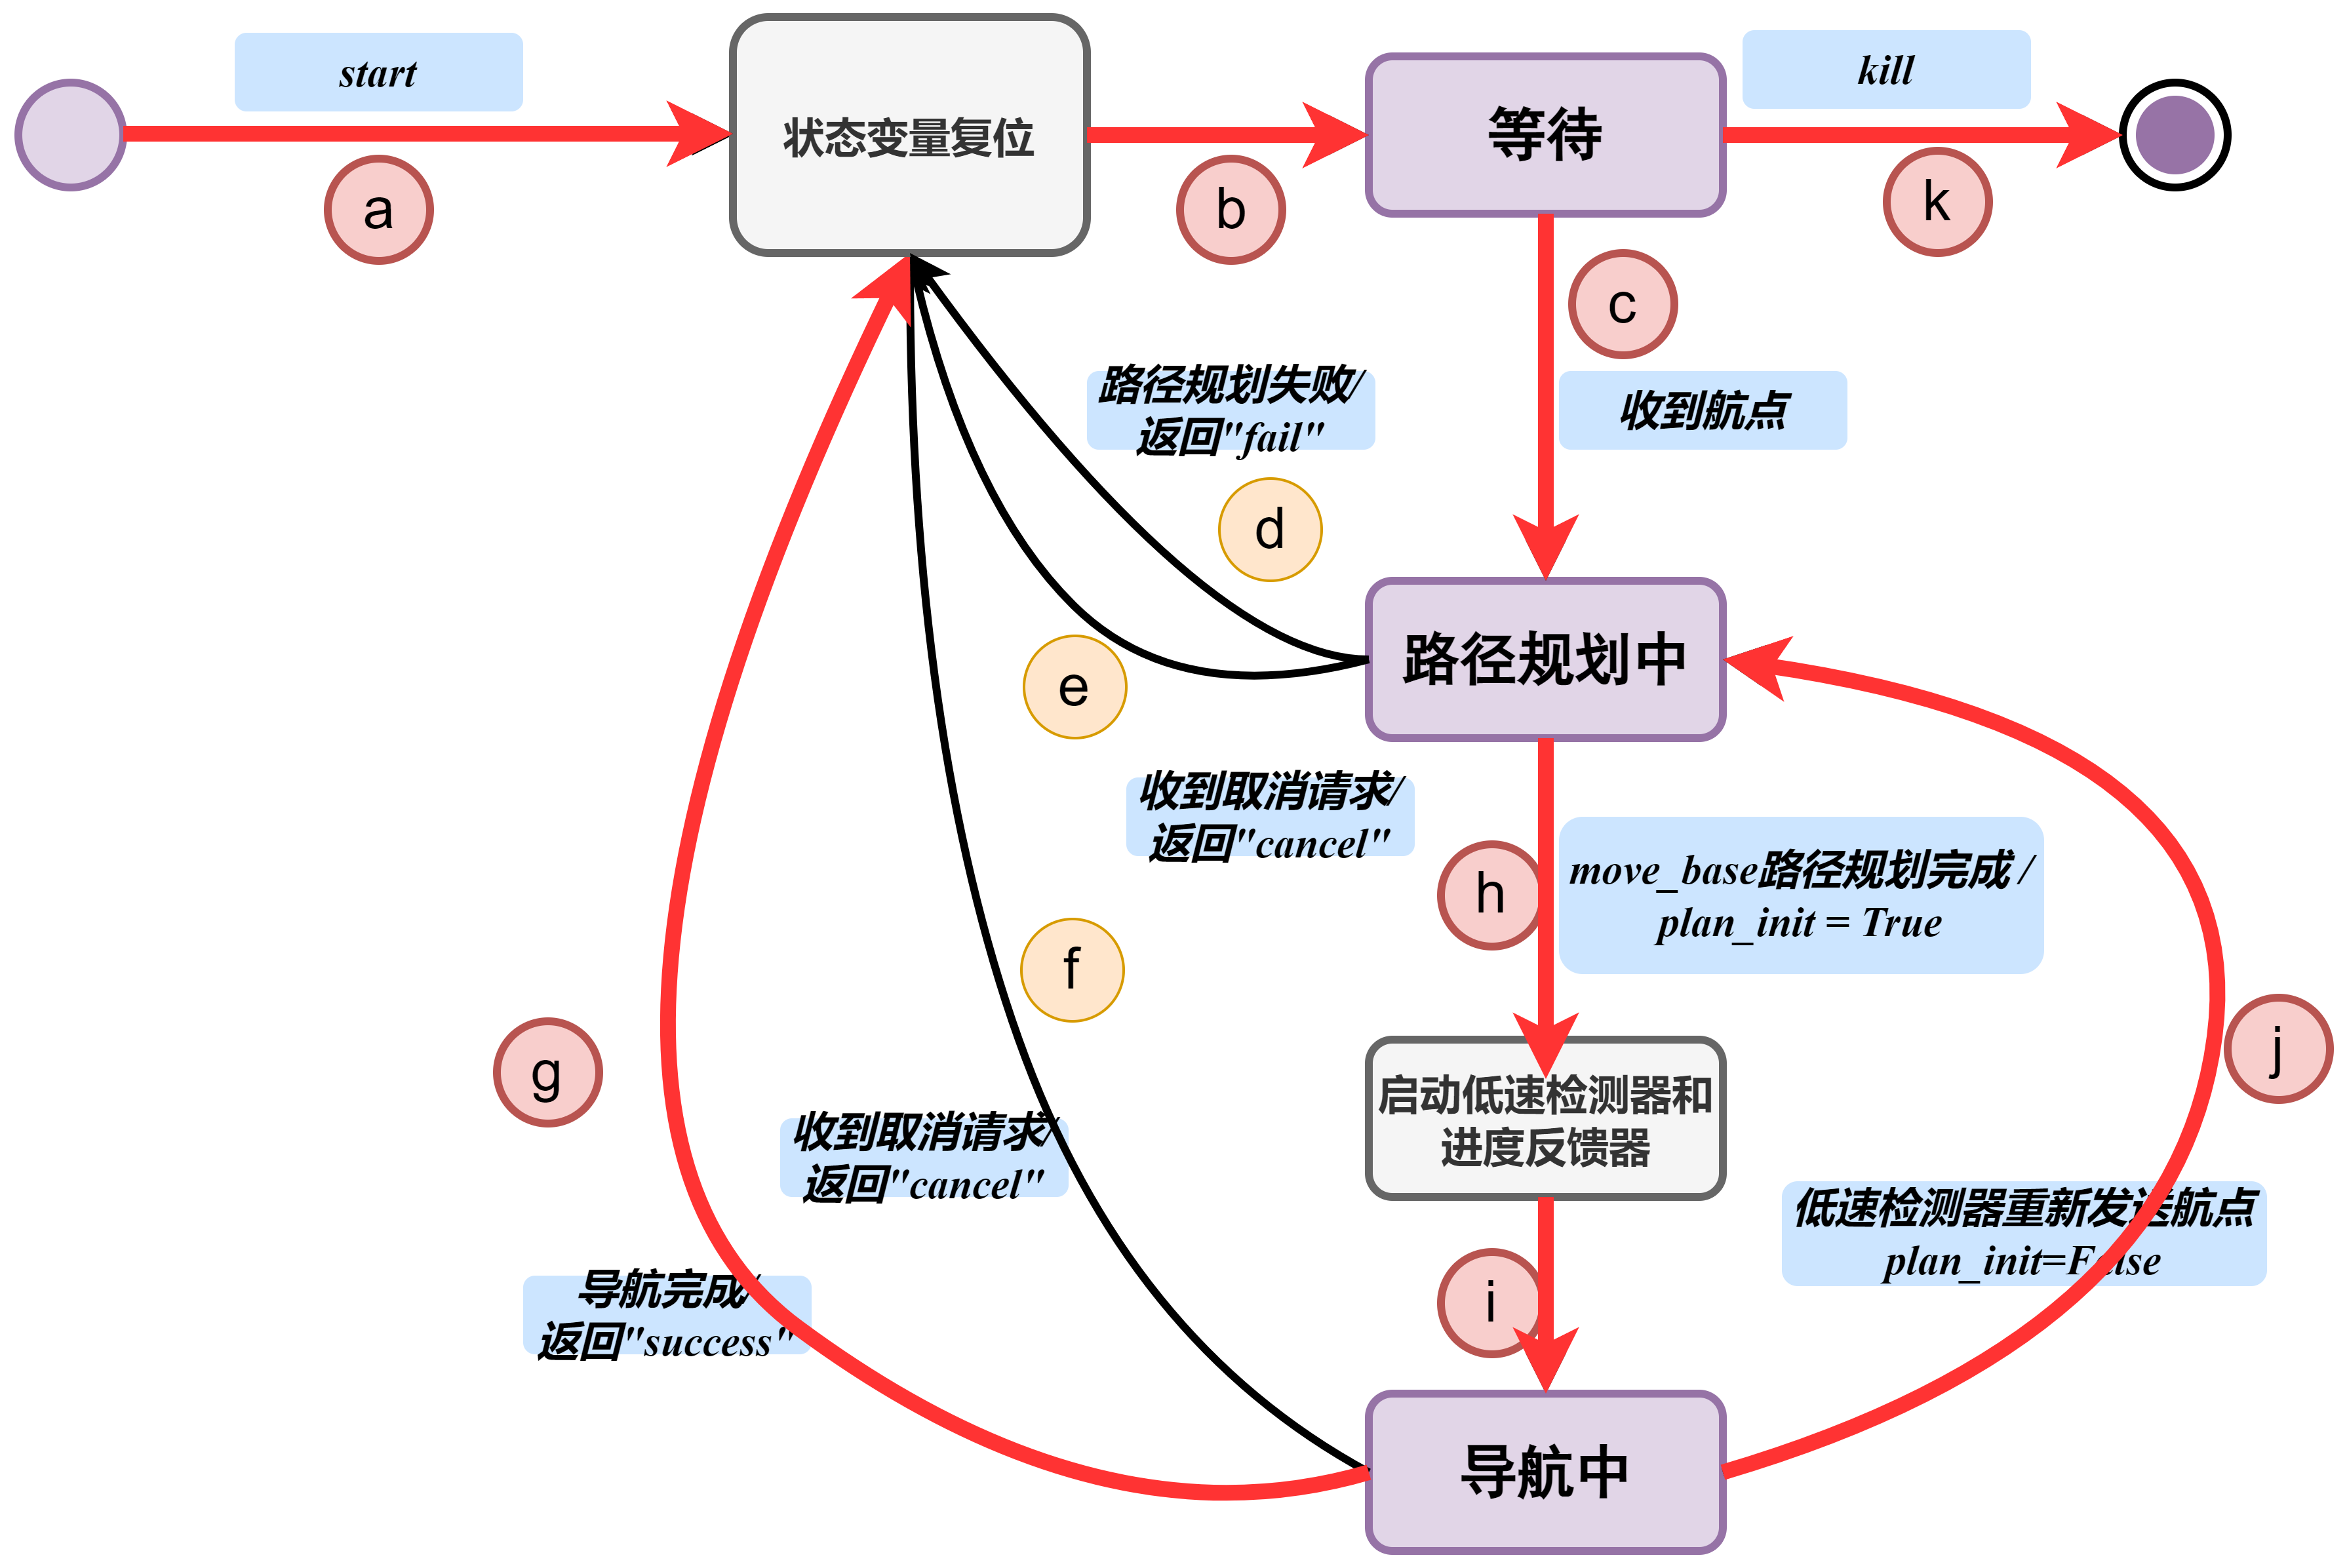 start
kill
状态变量复位
等待
a
b
k
c
路径规划失败/
返回"fail"
收到航点
d
路径规划中
e
收到取消请求/
返回"cancel"
h
move_base路径规划完成 /
plan_init = True
f
g
j
启动低速检测器和
进度反馈器
收到取消请求/
返回"cancel"
低速检测器重新发送航点
plan_init=False
导航完成/
返回"success"
i
导航中